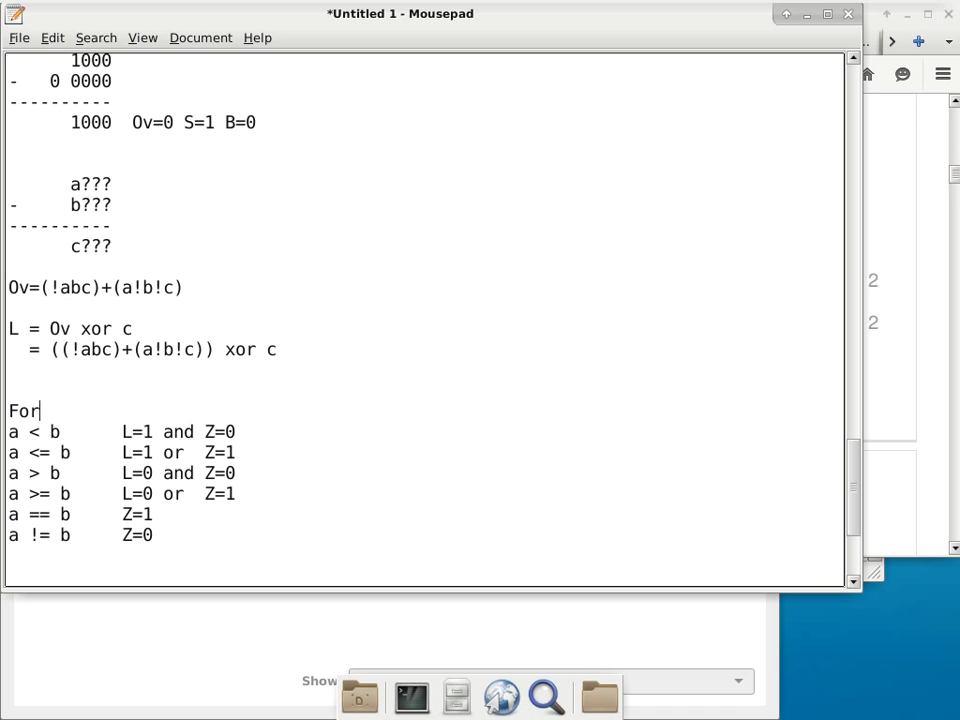 *Untitled 1 - Mousepad
File Edit Search View Document Help
1000
-   0 0000
----------
1000  Ov=0 S=1 B=0
a???
-     b???
----------
c???
Ov=(!abc)+(a!b!c)
L = Ov xor c
= ((!abc)+(a!b!c)) xor c
For
a < b      L=1 and Z=0
a <= b     L=1 or  Z=1
a > b      L=0 and Z=0
a >= b     L=0 or  Z=1
a == b     Z=1
a != b     Z=0
2
2
Show
D